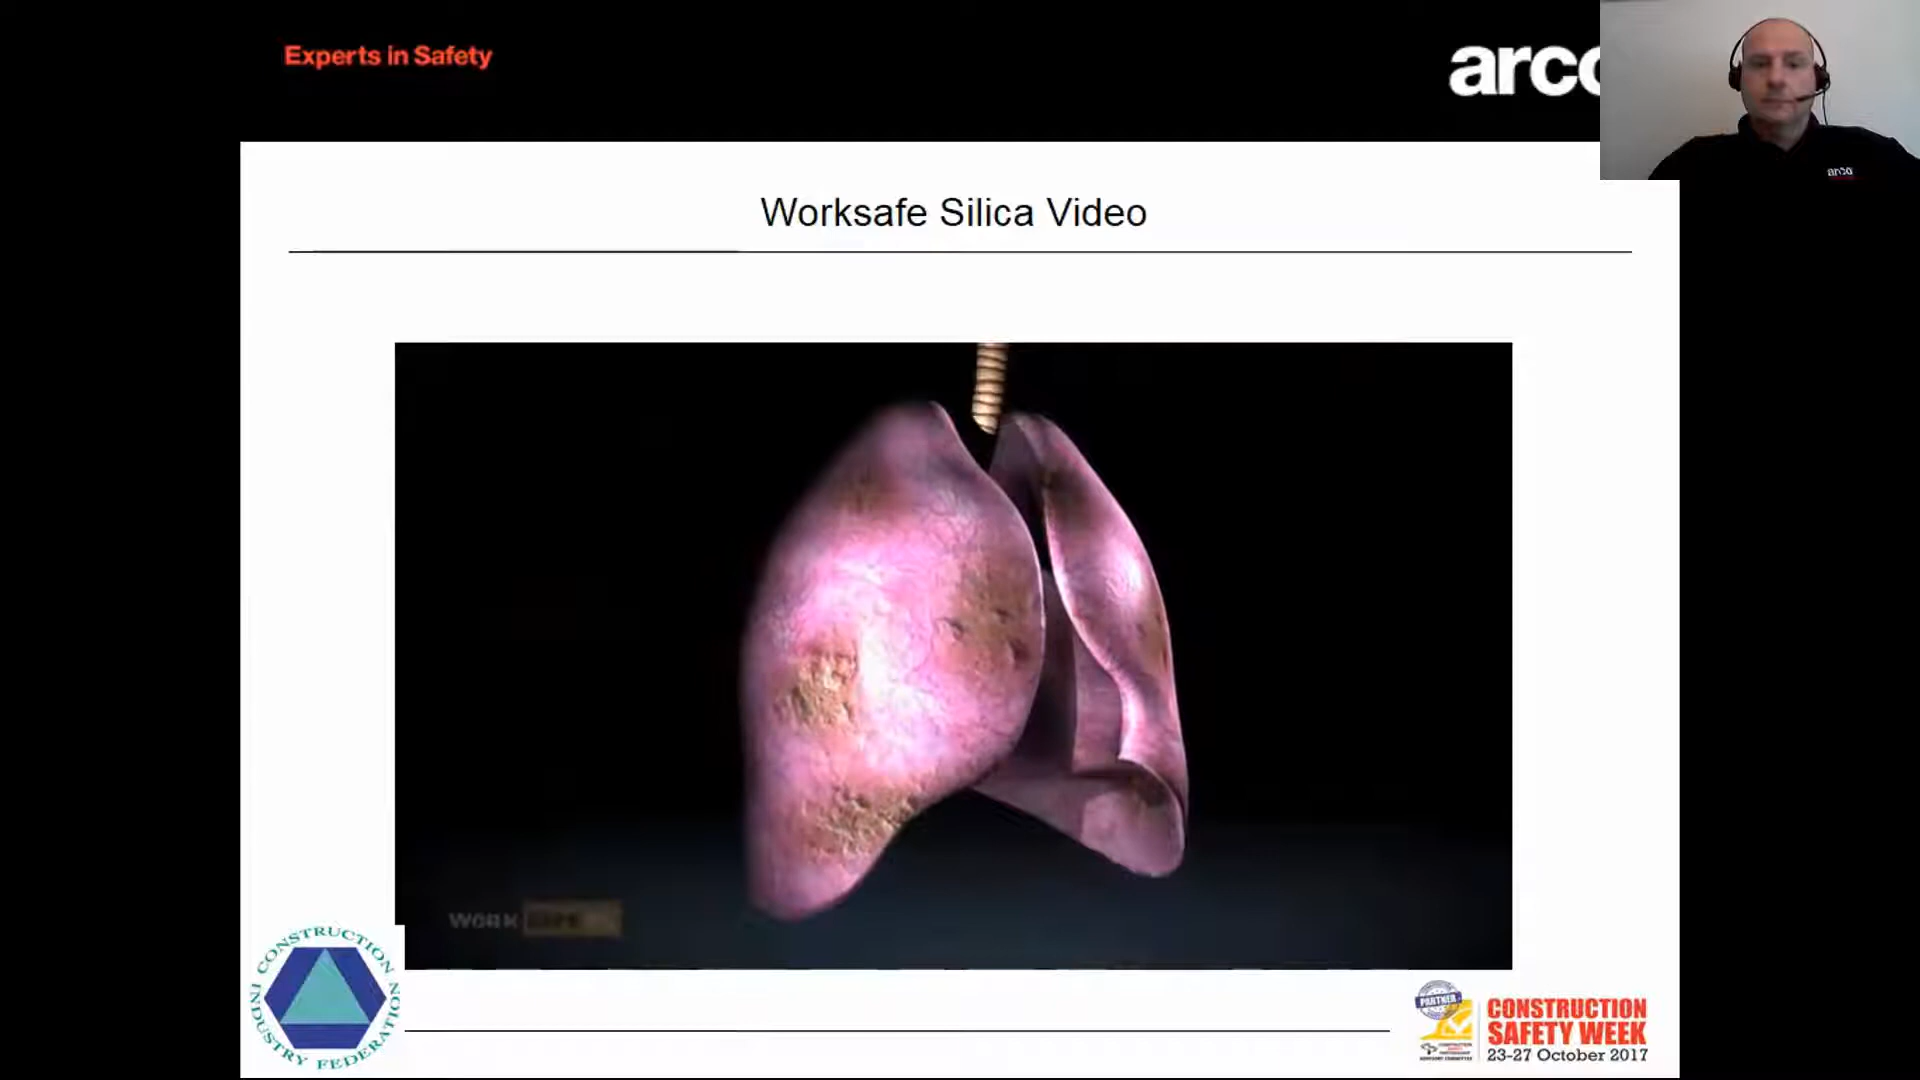 Experts in Safety
arco
arco
Worksafe Silica Video
WORK SAFE
CONSTRUCTION INDUSTRY FEDERATION
PARTNER
CONSTRUCTION
SAFETY WEEK
23-27 October 2017